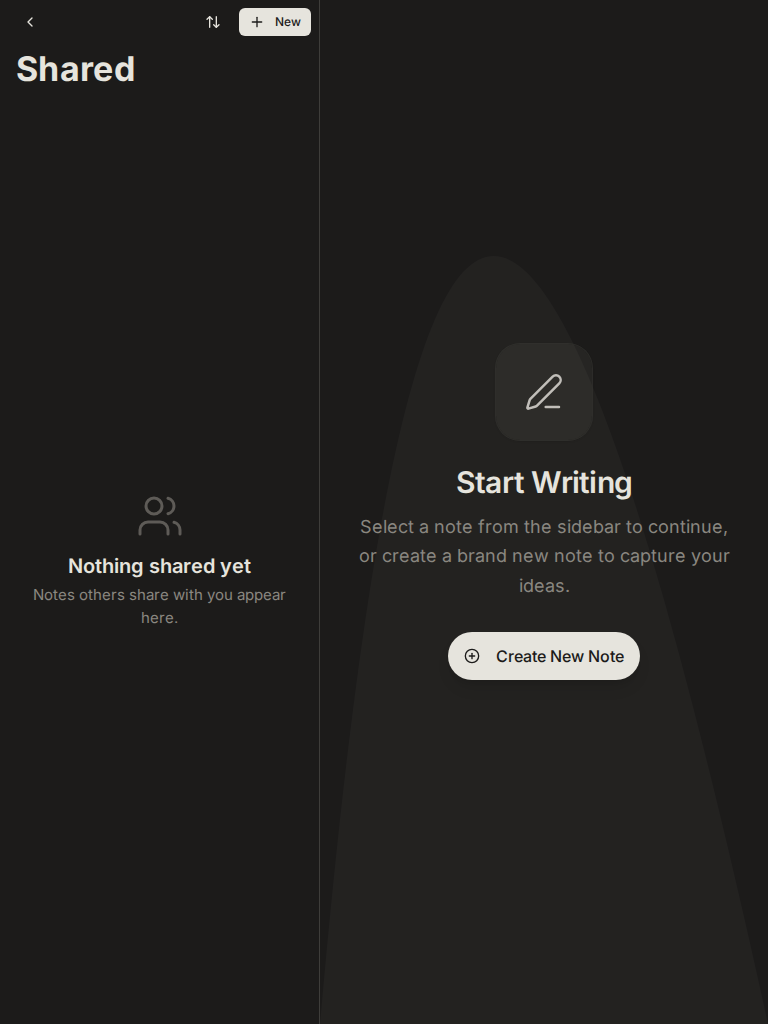 New
Shared
Nothing shared yet
Notes others share with you appear
here.
Start Writing
Select a note from the sidebar to continue,
or create a brand new note to capture your
ideas.
Create New Note